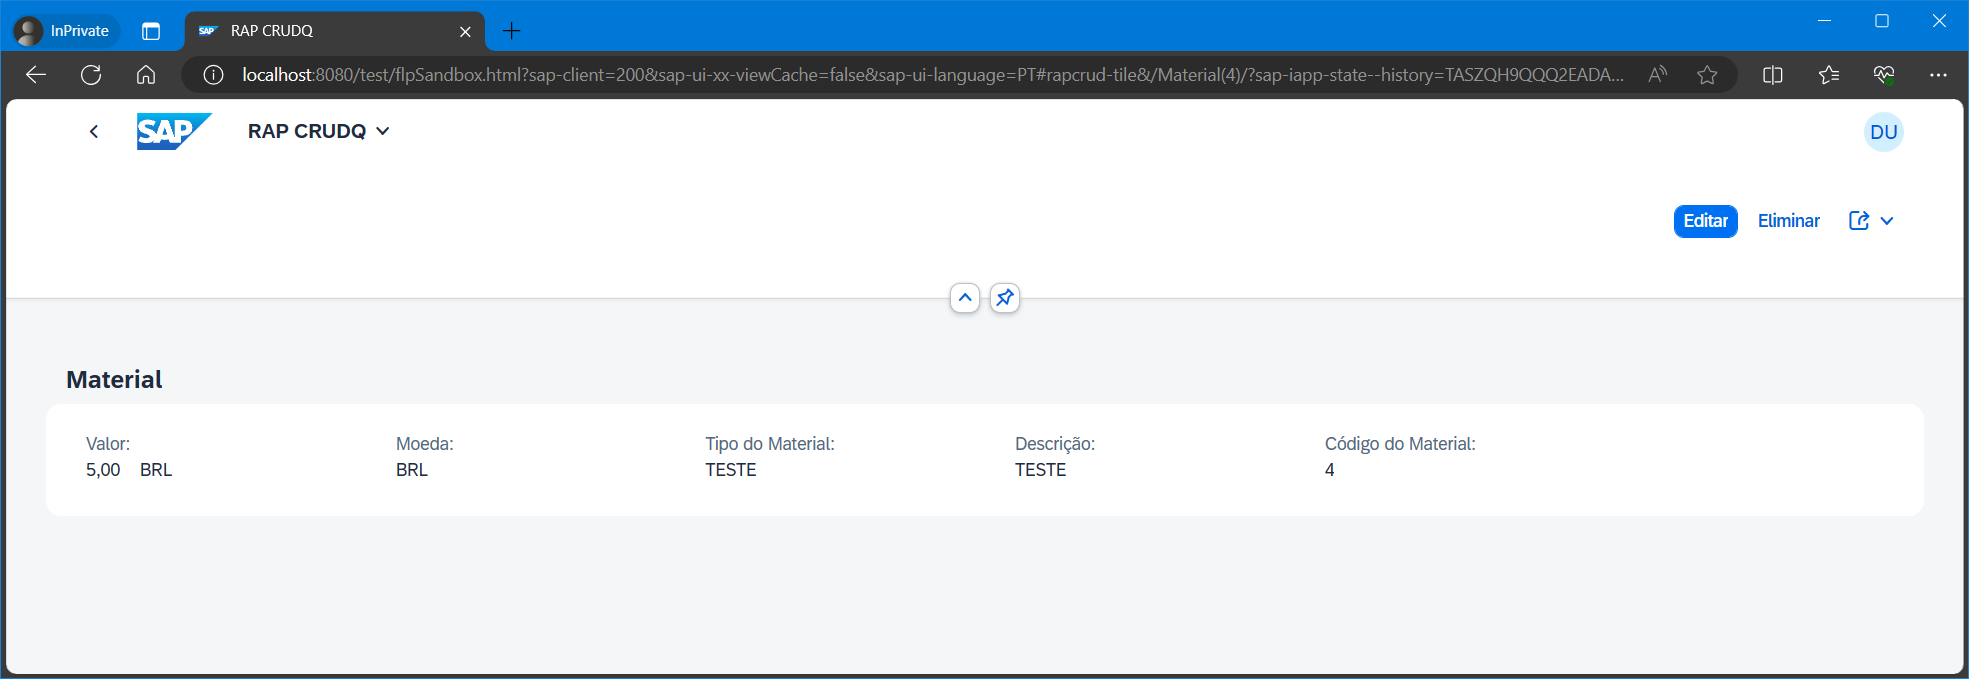 InPrivate
SAP RAP CRUDQ
localhost:8080/test/flpSandbox.html?sap-client=200&sap-ui-xx-viewCache=false&sap-ui-language=PT#rapcrud-tile&/Material(4)/?sap-iapp-state--history=TASZQH9QQQ2EADA...
SAP RAP CRUDQ DU
Editar Eliminar
Material
Valor: Moeda: Tipo do Material: Descrição: Código do Material:
5,00 BRL BRL TESTE TESTE 4